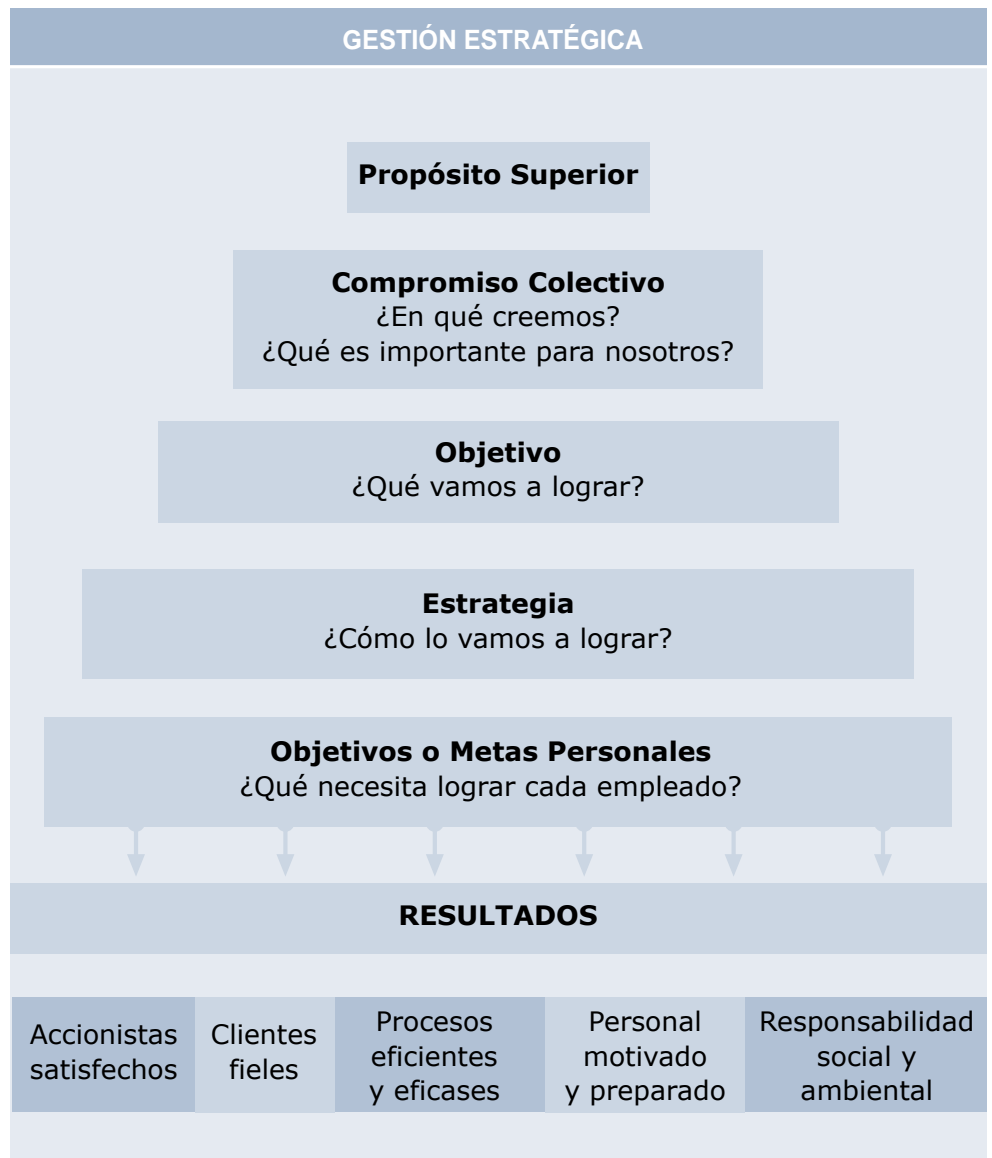 GESTIÓN ESTRATÉGICA
Propósito Superior
Compromiso Colectivo
¿En qué creemos?
¿Qué es importante para nosotros?
Objetivo
¿Qué vamos a lograr?
Estrategia
¿Cómo lo vamos a lograr?
Objetivos o Metas Personales
¿Qué necesita lograr cada empleado?
RESULTADOS
Accionistas
satisfechos
Clientes
fieles
Procesos
eficientes
y eficases
Personal
motivado
y preparado
Responsabilidad
social y
ambiental